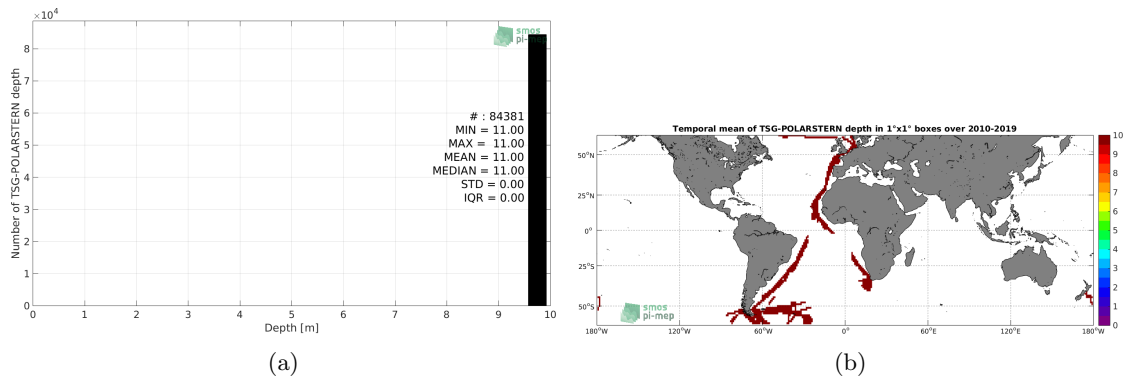 ×10⁴
smos
pi-mep
8
7
6
5
4
3
2
1
0
Number of TSG-POLARSTERN depth
# : 84381
MIN = 11.00
MAX = 11.00
MEAN = 11.00
MEDIAN = 11.00
STD = 0.00
IQR = 0.00
0 1 2 3 4 5 6 7 8 9 10
Depth [m]
(a)
Temporal mean of TSG-POLARSTERN depth in 1°x1° boxes over 2010-2019
50°N
25°N
0°
25°S
50°S
smos
pi-mep
180°W 120°W 60°W 0° 60°E 120°E 180°W
10
9
8
7
6
5
4
3
2
1
0
(b)